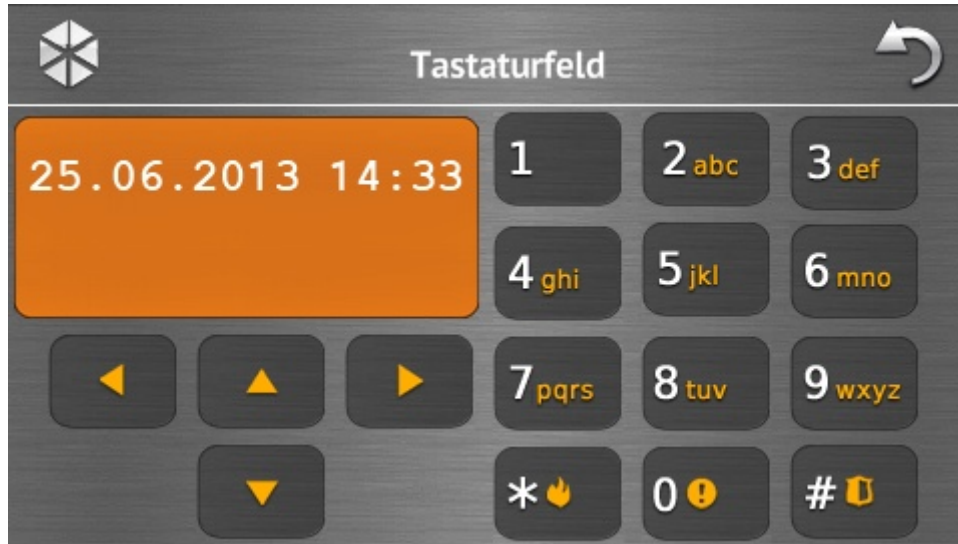 Tastaturfeld
25.06.2013 14:33
1
2 abc
3 def
4 ghi
5 jkl
6 mno
7 pqrs
8 tuv
9 wxyz
*
0
#